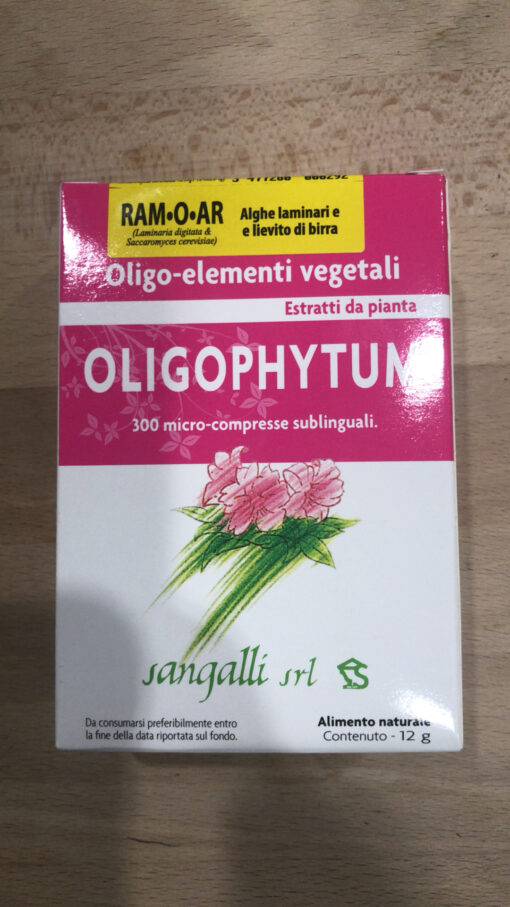 RAM•O•AR
(Laminaria digitata &
Saccaromyces cerevisiae)
Alghe laminari e
e lievito di birra
Oligo-elementi vegetali
Estratti da pianta
OLIGOPHYTUM
300 micro-compresse sublinguali.
sangalli srl
Da consumarsi preferibilmente entro
la fine della data riportata sul fondo.
Alimento naturale
Contenuto - 12 g